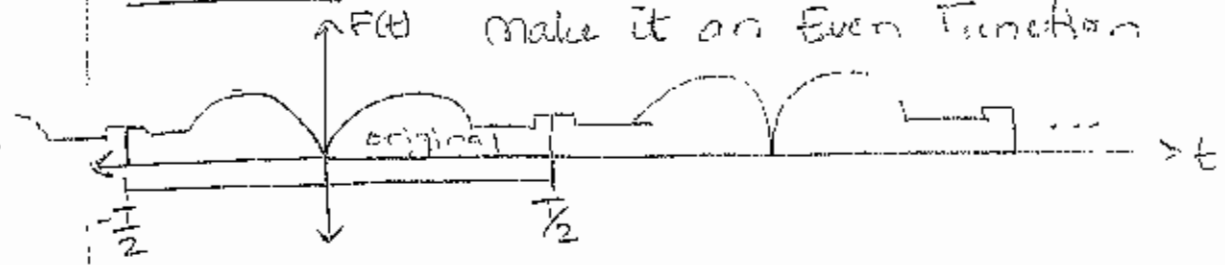 F(t) make it an Even Function
original
...
t
-T/2
T/2